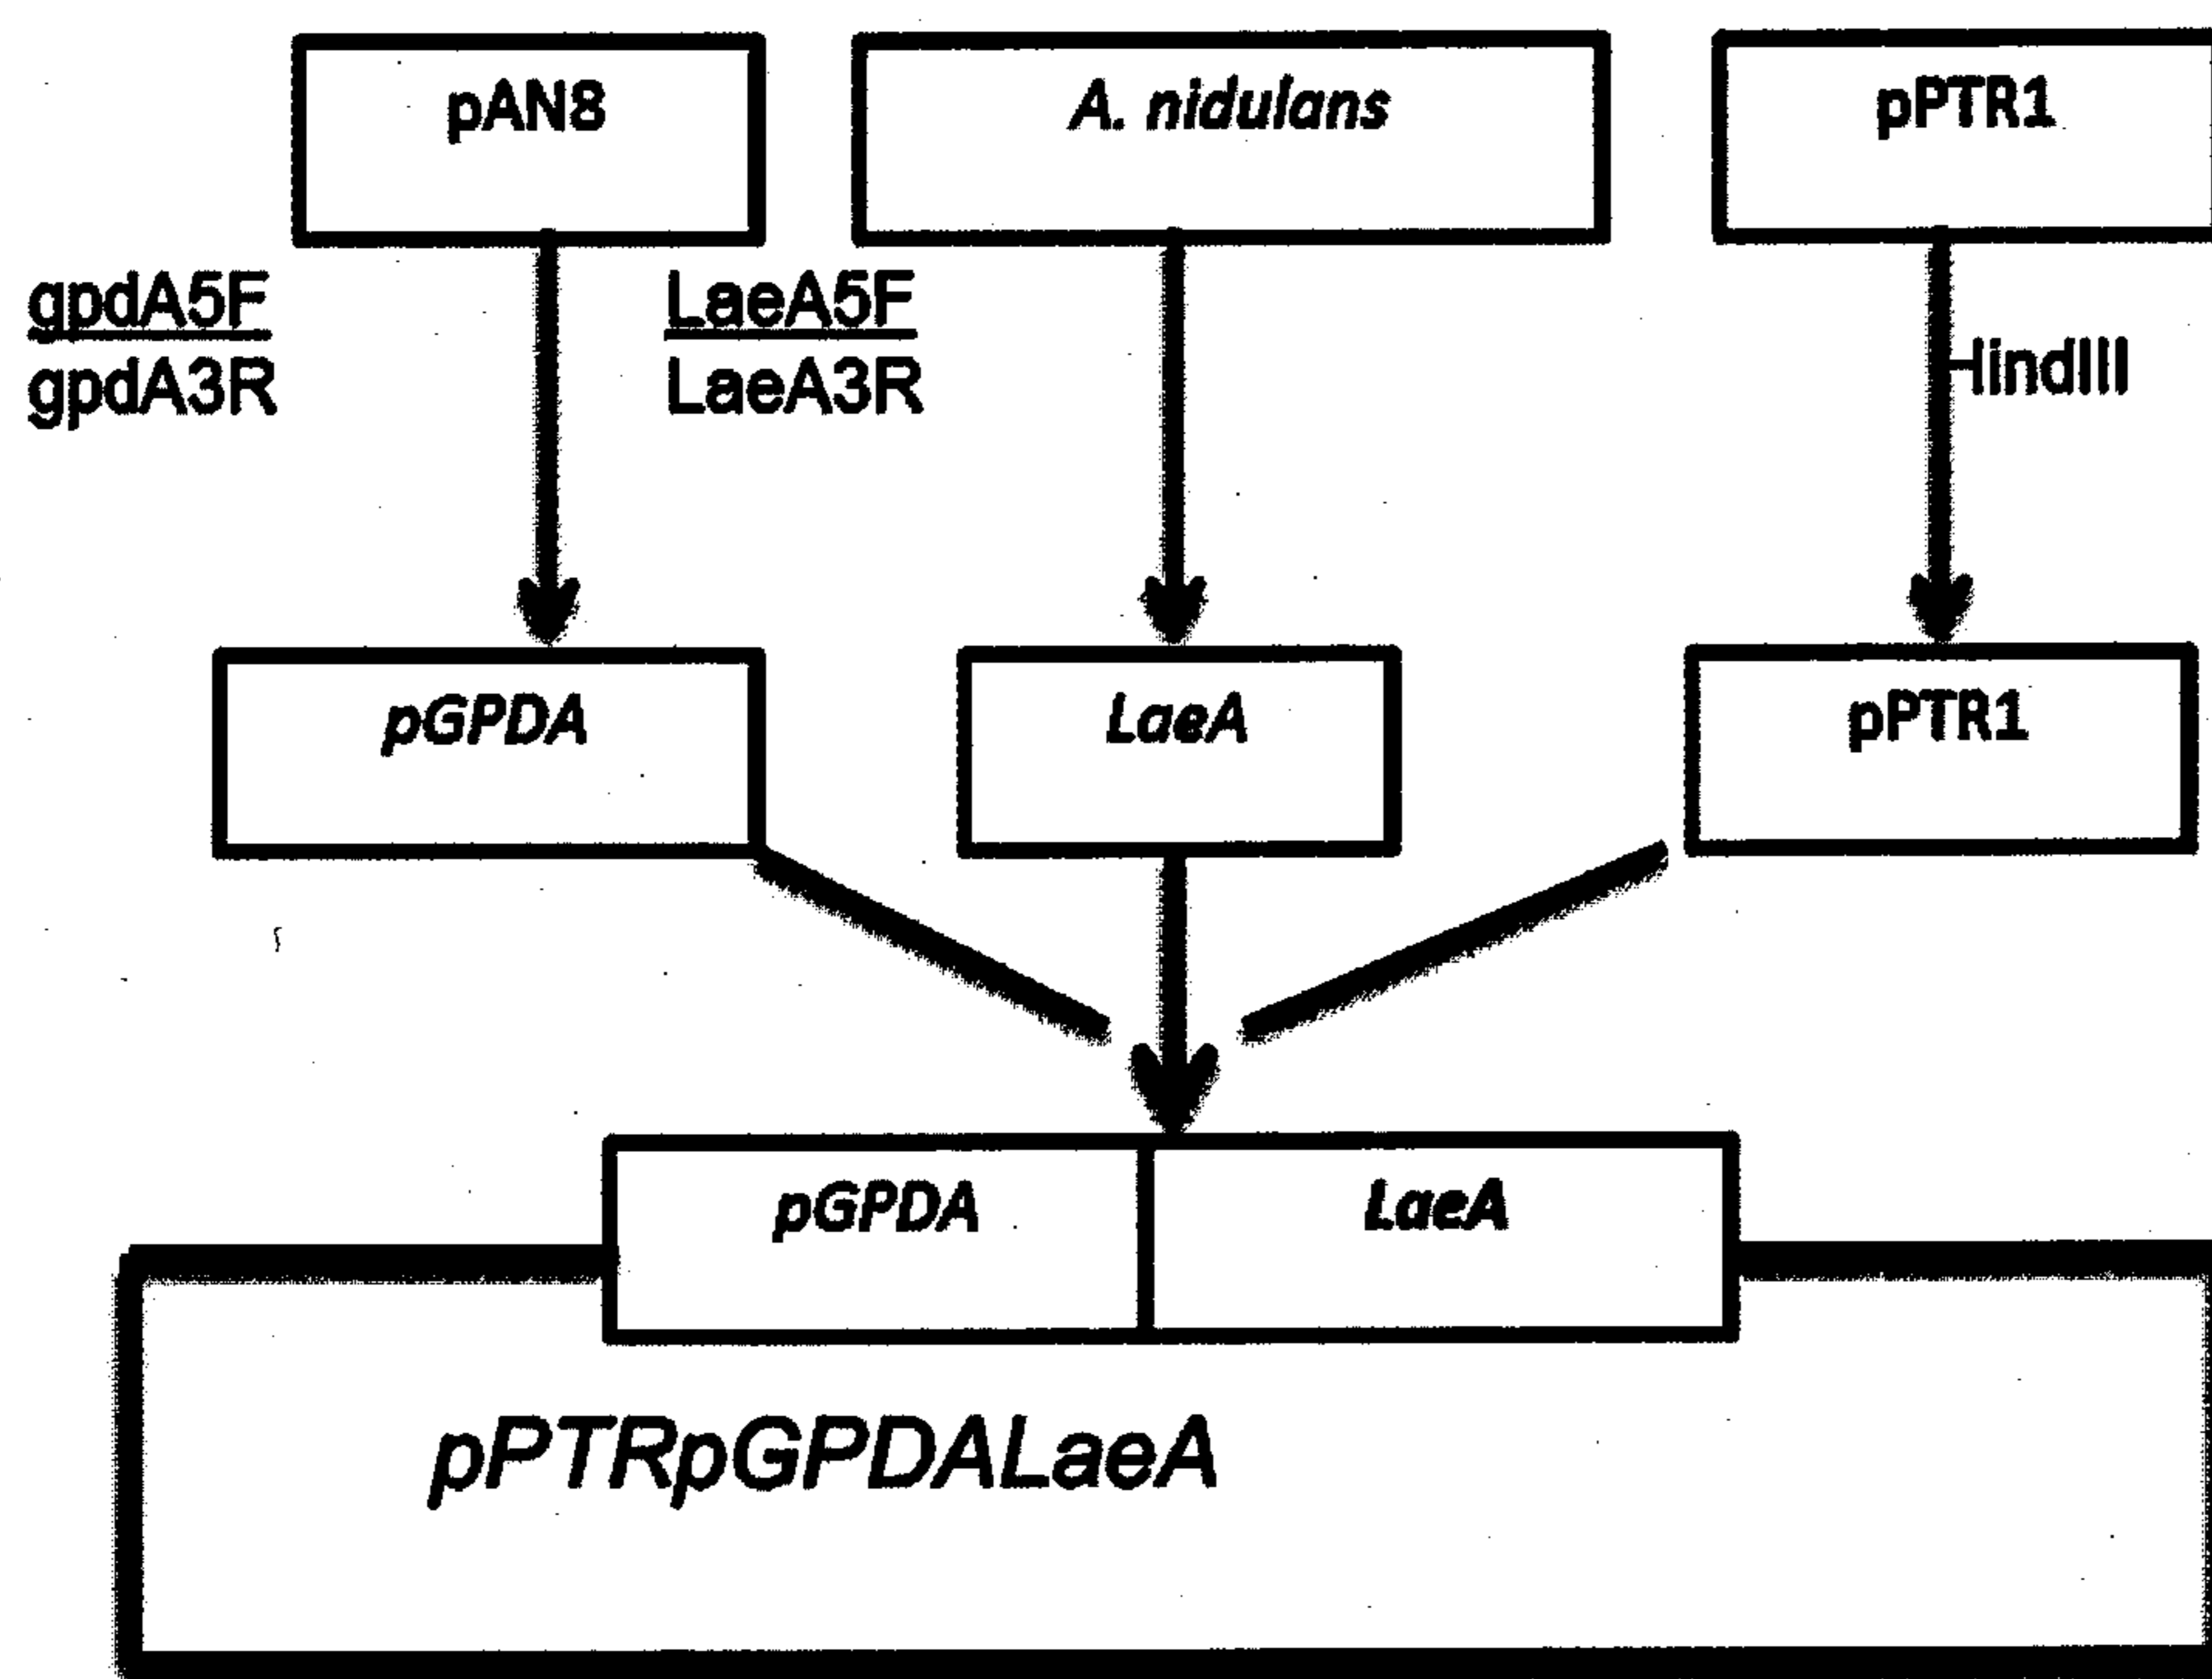 pAN8
A. nidulans
pPTR1
gpdA5F
gpdA3R
LaeA5F
LaeA3R
HindIII
pGPDA
LaeA
pPTR1
pGPDA
LaeA
pPTRpGPDALaeA